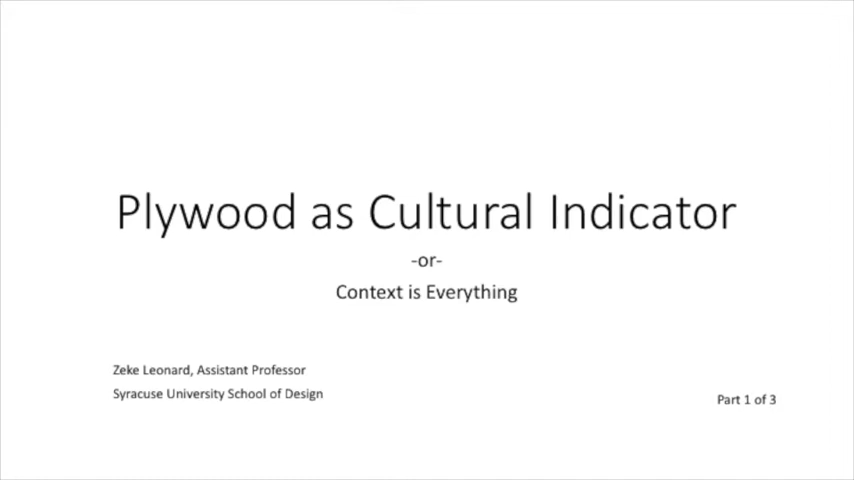 Plywood as Cultural Indicator
-or-
Context is Everything
Zeke Leonard, Assistant Professor
Syracuse University School of Design
Part 1 of 3